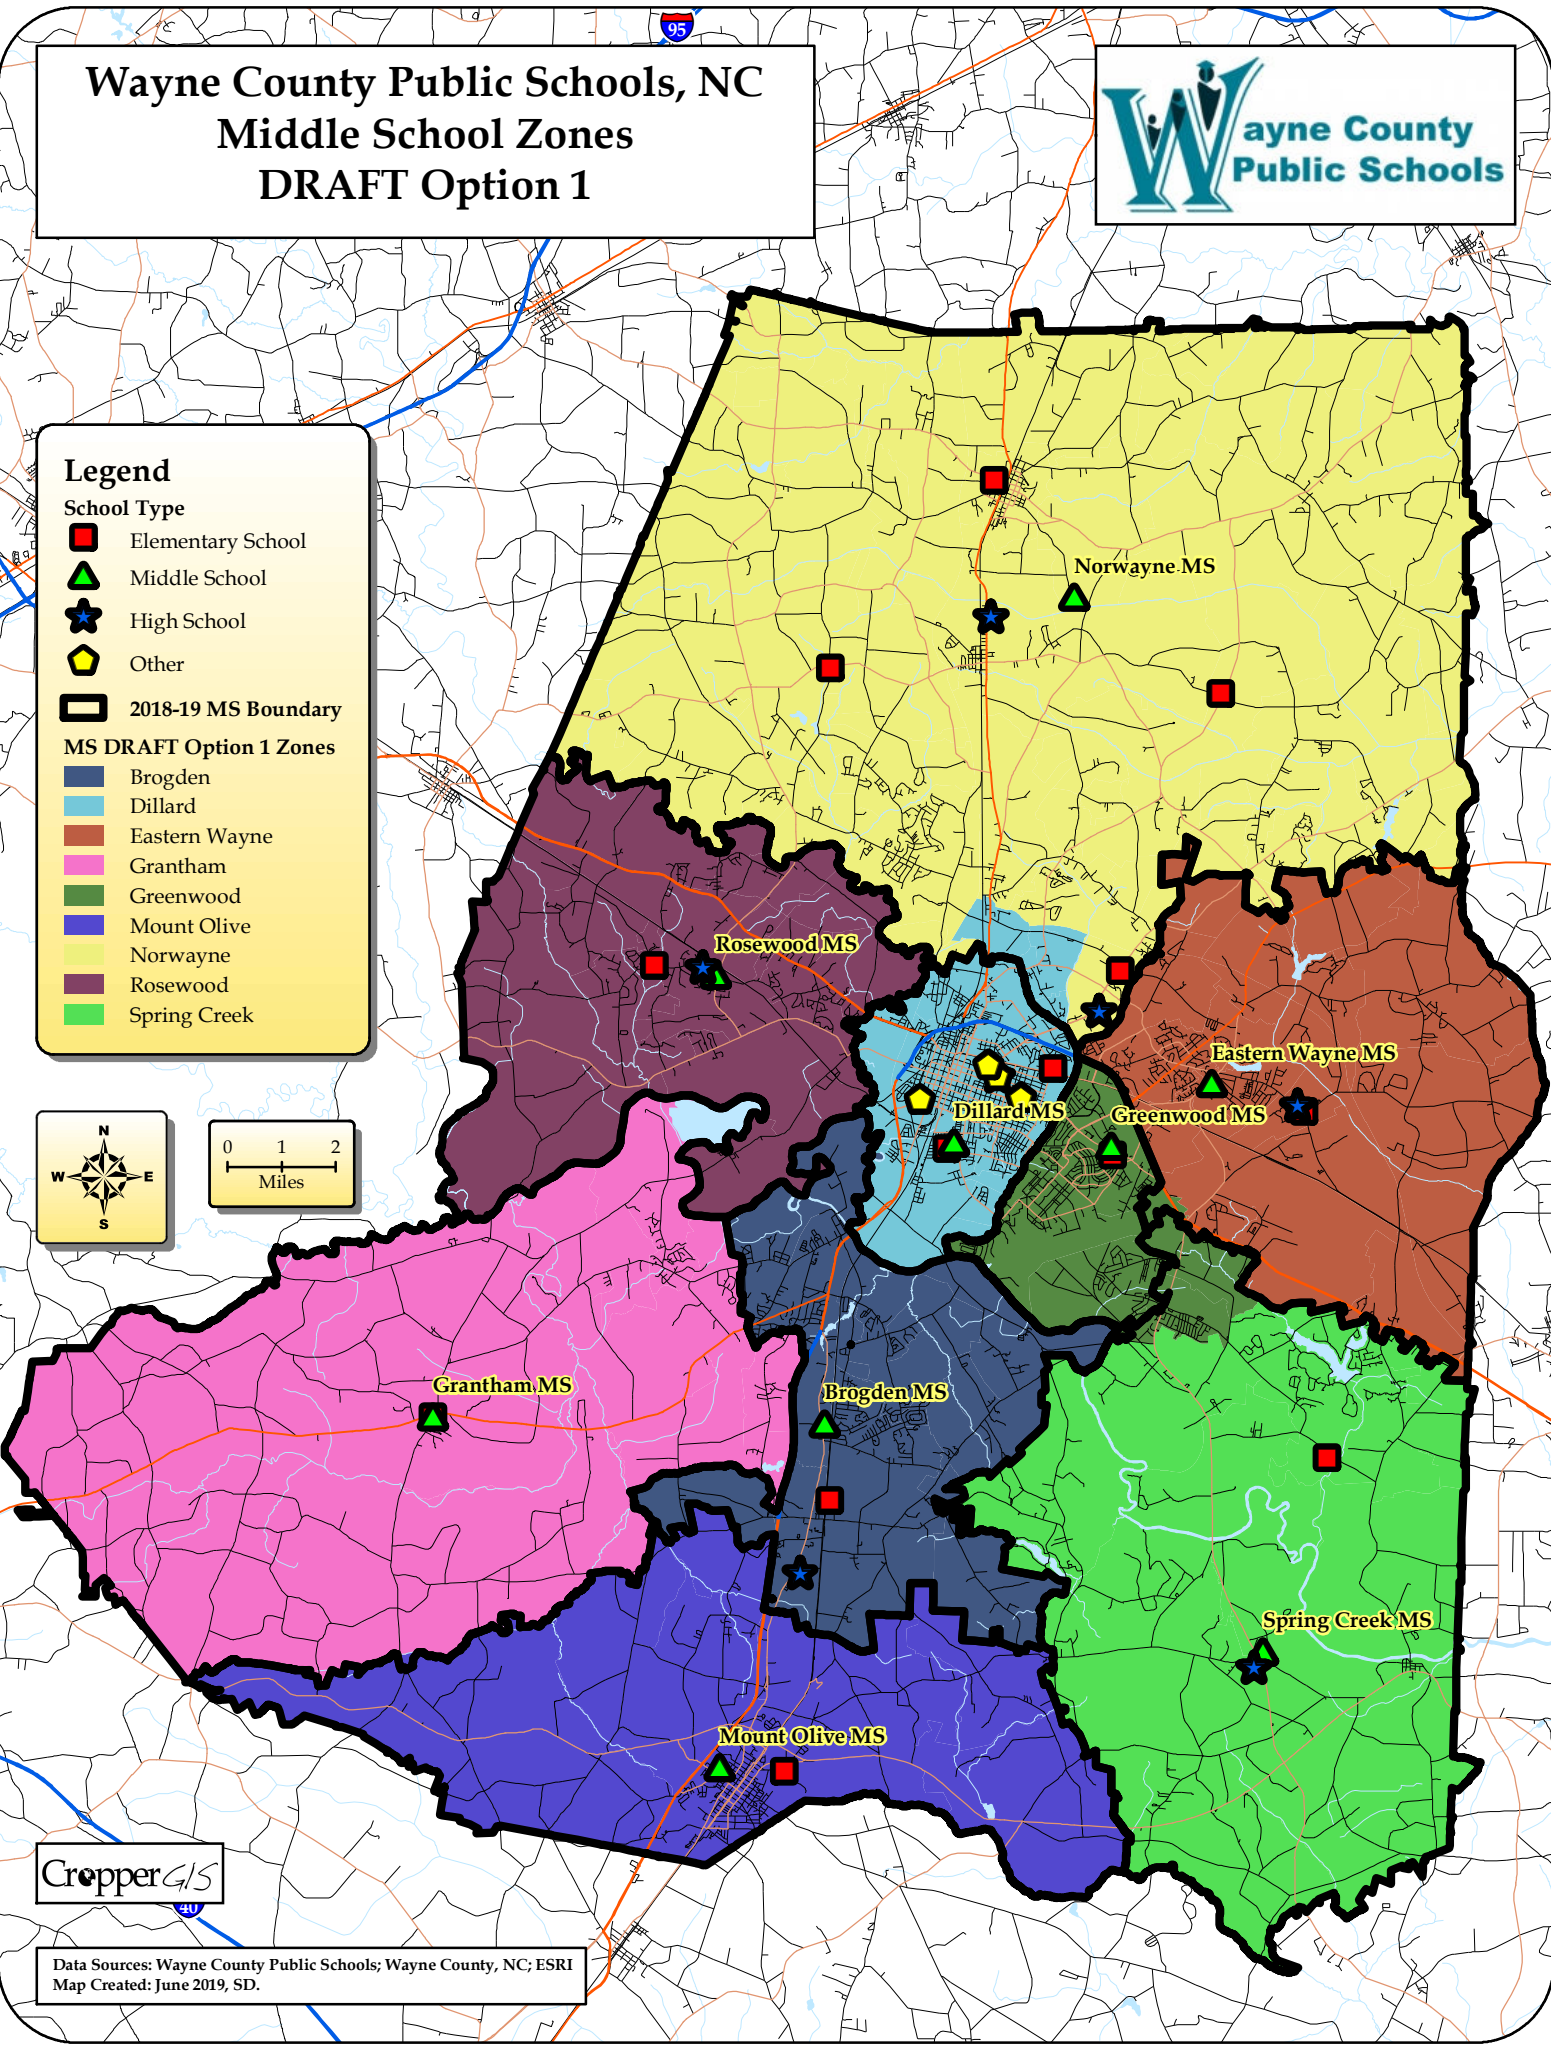 95
Wayne County Public Schools, NC
Middle School Zones
DRAFT Option 1
Wayne County
Public Schools
Legend
School Type
Elementary School
Middle School
High School
Other
2018-19 MS Boundary
MS DRAFT Option 1 Zones
Brogden
Dillard
Eastern Wayne
Grantham
Greenwood
Mount Olive
Norwayne
Rosewood
Spring Creek
Norwayne MS
Rosewood MS
Eastern Wayne MS
Dillard MS
Greenwood MS
N
W E
S
0 1 2
Miles
Grantham MS
Brogden MS
Spring Creek MS
Mount Olive MS
CropperGIS
40
Data Sources: Wayne County Public Schools; Wayne County, NC; ESRI
Map Created: June 2019, SD.